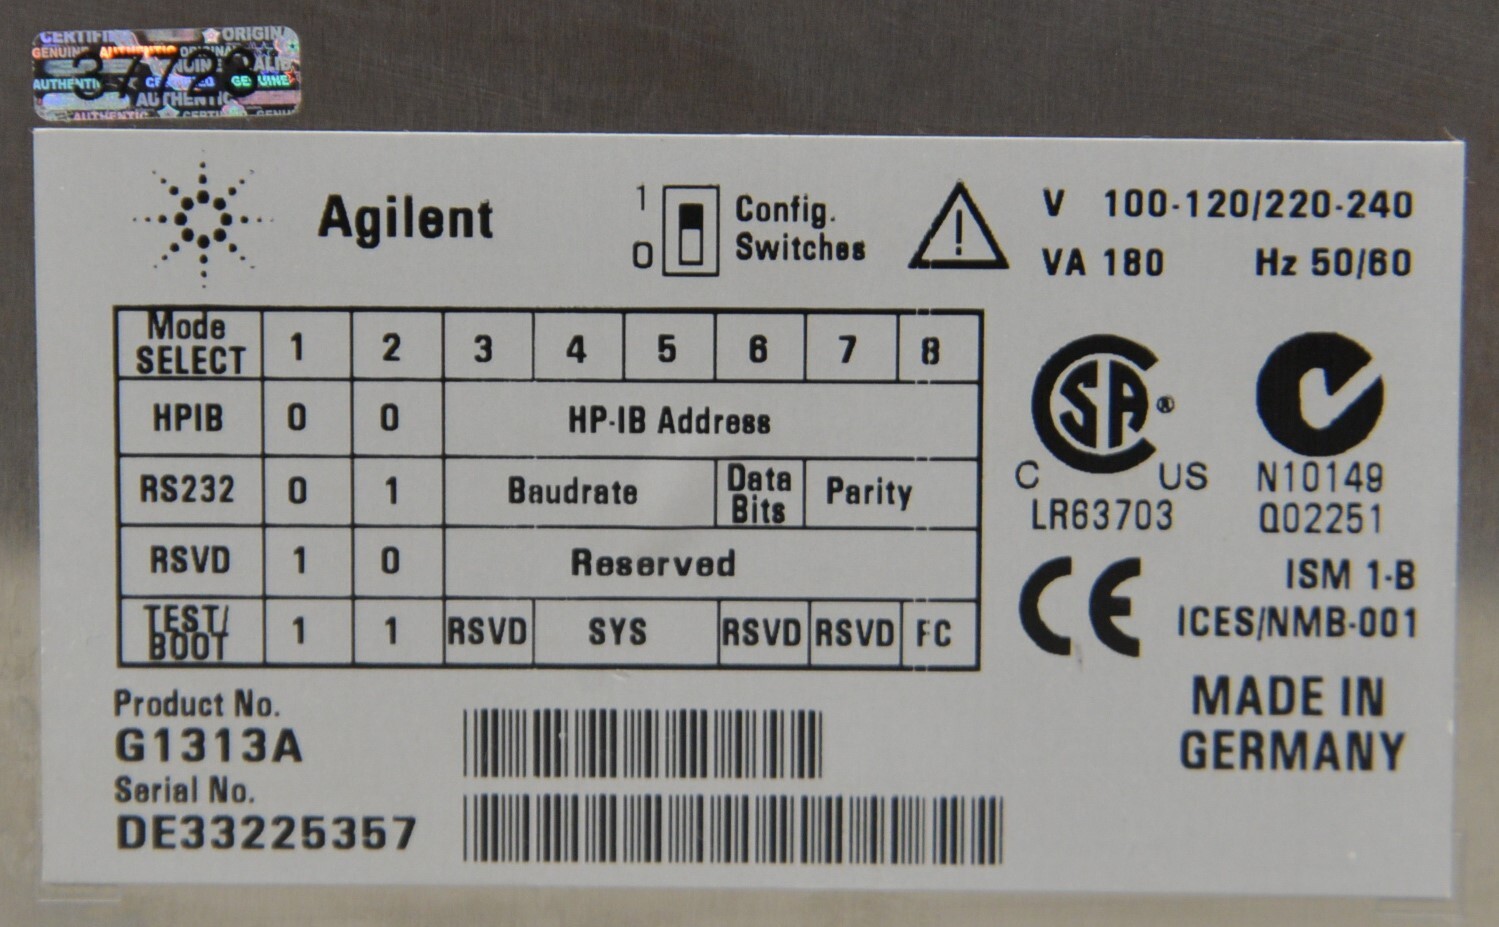 37728
Agilent
1
0
Config.
Switches
V 100-120/220-240
VA 180 Hz 50/60
Mode SELECT 1 2 3 4 5 6 7 8
HPIB 0 0 HP-IB Address
RS232 0 1 Baudrate Data Bits Parity
RSVD 1 0 Reserved
TEST/BOOT 1 1 RSVD SYS RSVD RSVD FC
SA ®
C US
LR63703
N10149
Q02251
CE
ISM 1-B
ICES/NMB-001
MADE IN
GERMANY
Product No.
G1313A
Serial No.
DE33225357